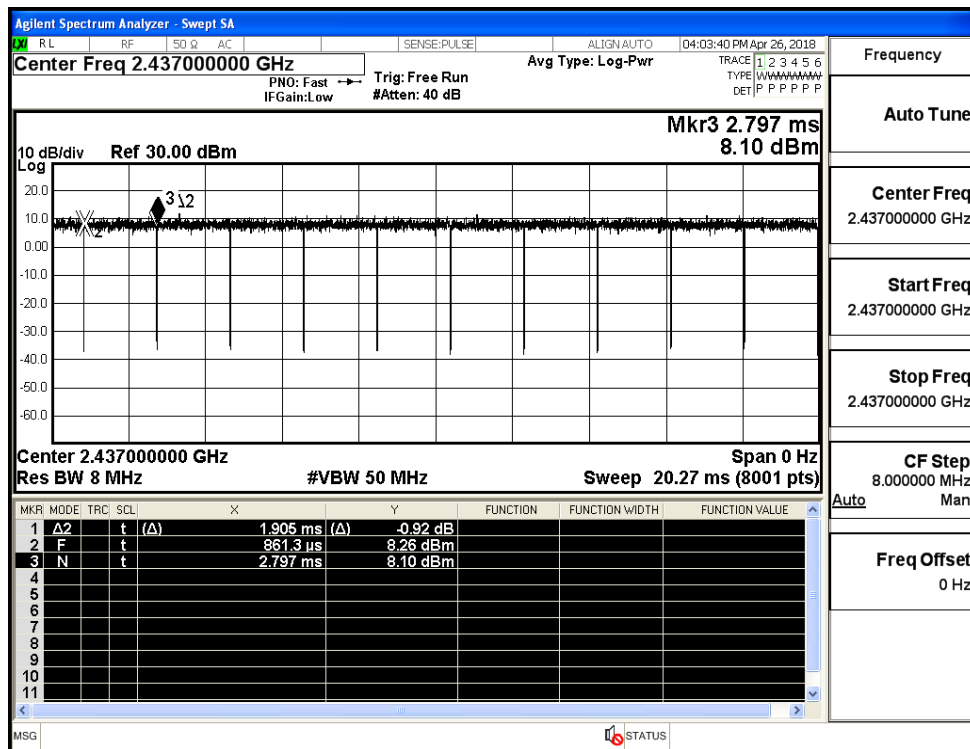 Agilent Spectrum Analyzer - Swept SA
LXI RL RF 50 Ω AC SENSE:PULSE ALIGN AUTO 04:03:40 PM Apr 26, 2018
Center Freq 2.437000000 GHz
PNO: Fast
IFGain:Low
Trig: Free Run
#Atten: 40 dB
Avg Type: Log-Pwr
TRACE 1 2 3 4 5 6
TYPE WWWWWW
DET P P P P P P
Mkr3 2.797 ms
8.10 dBm
10 dB/div Ref 30.00 dBm
Log
20.0
10.0
0.00
-10.0
-20.0
-30.0
-40.0
-50.0
-60.0
3 1Δ2
2
Center 2.437000000 GHz Span 0 Hz
Res BW 8 MHz #VBW 50 MHz Sweep 20.27 ms (8001 pts)
MKR MODE TRC SCL X Y FUNCTION FUNCTION WIDTH FUNCTION VALUE
1 Δ2 t (Δ) 1.905 ms (Δ) -0.92 dB
2 F t 861.3 µs 8.26 dBm
3 N t 2.797 ms 8.10 dBm
4
5
6
7
8
9
10
11
MSG STATUS
Frequency
Auto Tune
Center Freq
2.437000000 GHz
Start Freq
2.437000000 GHz
Stop Freq
2.437000000 GHz
CF Step
8.000000 MHz
Auto Man
Freq Offset
0 Hz